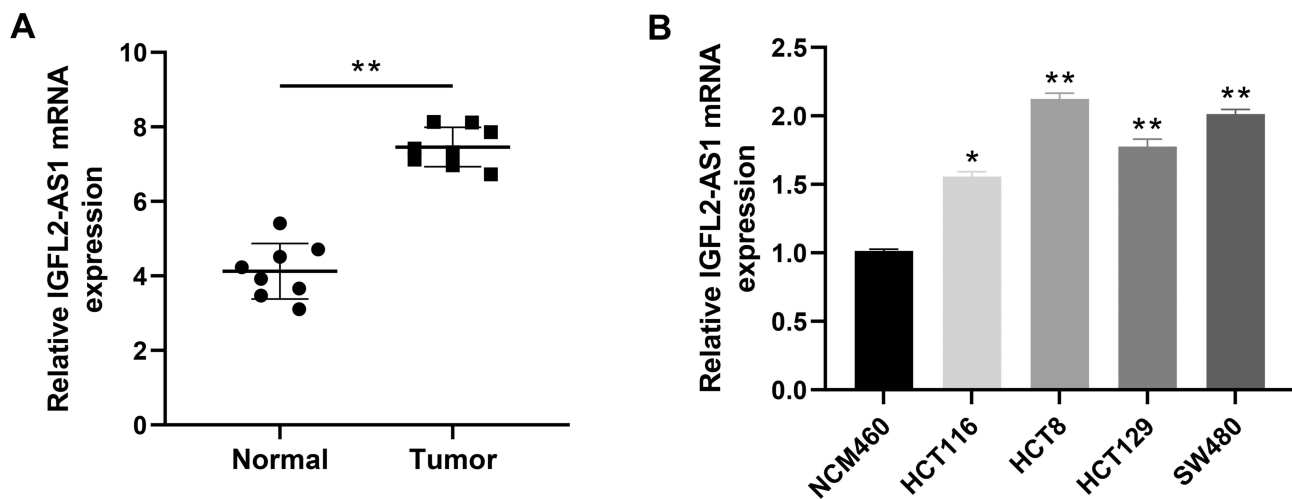 A
Relative IGFL2-AS1 mRNA
expression
10
8
6
4
2
0
**
Normal
Tumor
B
Relative IGFL2-AS1 mRNA
expression
2.5
2.0
1.5
1.0
0.5
0.0
*
**
**
**
NCM460
HCT116
HCT8
HCT129
SW480